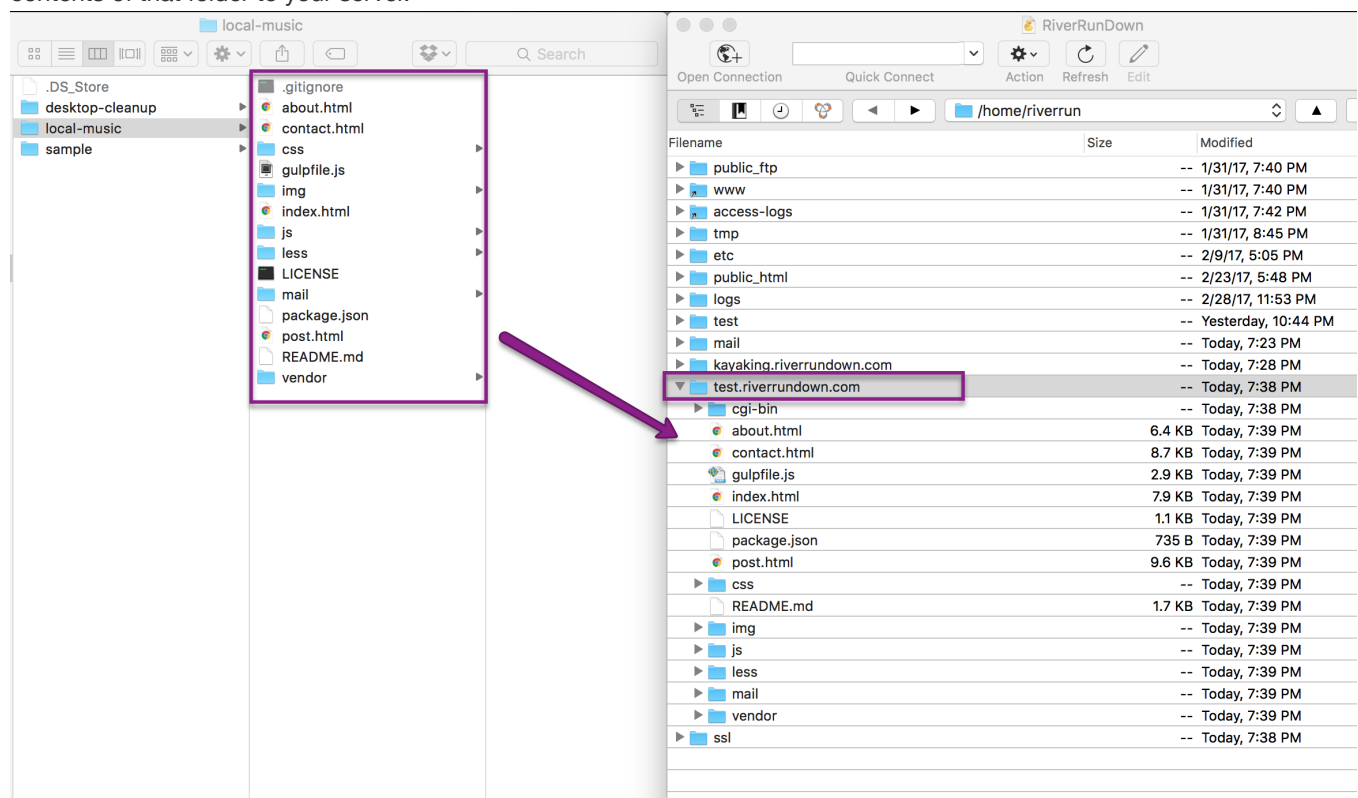 contents of that folder to your server.
local-music
Search
.DS_Store
desktop-cleanup
local-music
sample
.gitignore
about.html
contact.html
css
gulpfile.js
img
index.html
js
less
LICENSE
mail
package.json
post.html
README.md
vendor
RiverRunDown
Open Connection Quick Connect Action Refresh Edit
/home/riverrun
Filename Size Modified
public_ftp -- 1/31/17, 7:40 PM
www -- 1/31/17, 7:40 PM
access-logs -- 1/31/17, 7:42 PM
tmp -- 1/31/17, 8:45 PM
etc -- 2/9/17, 5:05 PM
public_html -- 2/23/17, 5:48 PM
logs -- 2/28/17, 11:53 PM
test -- Yesterday, 10:44 PM
mail -- Today, 7:23 PM
kayaking.riverrundown.com -- Today, 7:28 PM
test.riverrundown.com -- Today, 7:38 PM
cgi-bin -- Today, 7:38 PM
about.html 6.4 KB Today, 7:39 PM
contact.html 8.7 KB Today, 7:39 PM
gulpfile.js 2.9 KB Today, 7:39 PM
index.html 7.9 KB Today, 7:39 PM
LICENSE 1.1 KB Today, 7:39 PM
package.json 735 B Today, 7:39 PM
post.html 9.6 KB Today, 7:39 PM
css -- Today, 7:39 PM
README.md 1.7 KB Today, 7:39 PM
img -- Today, 7:39 PM
js -- Today, 7:39 PM
less -- Today, 7:39 PM
mail -- Today, 7:39 PM
vendor -- Today, 7:39 PM
ssl -- Today, 7:38 PM